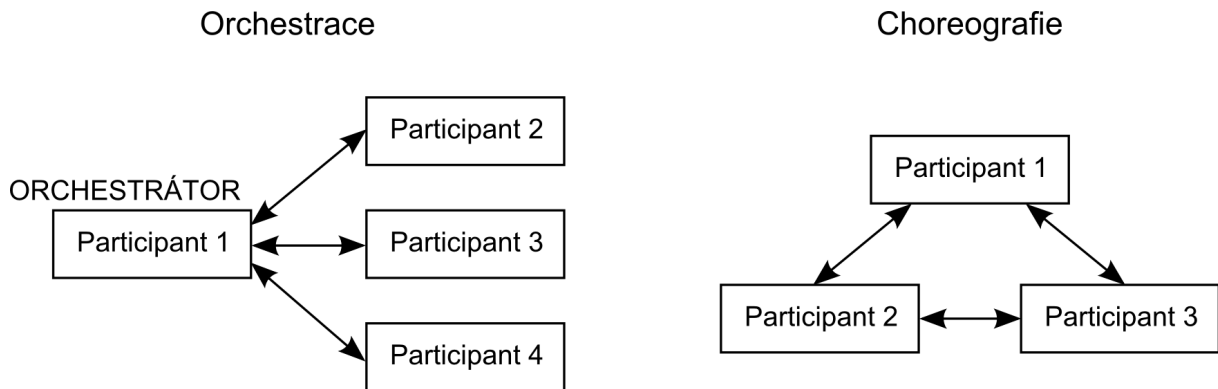 Orchestrace
Participant 2
ORCHESTRÁTOR
Participant 1
Participant 3
Participant 4
Choreografie
Participant 1
Participant 2
Participant 3